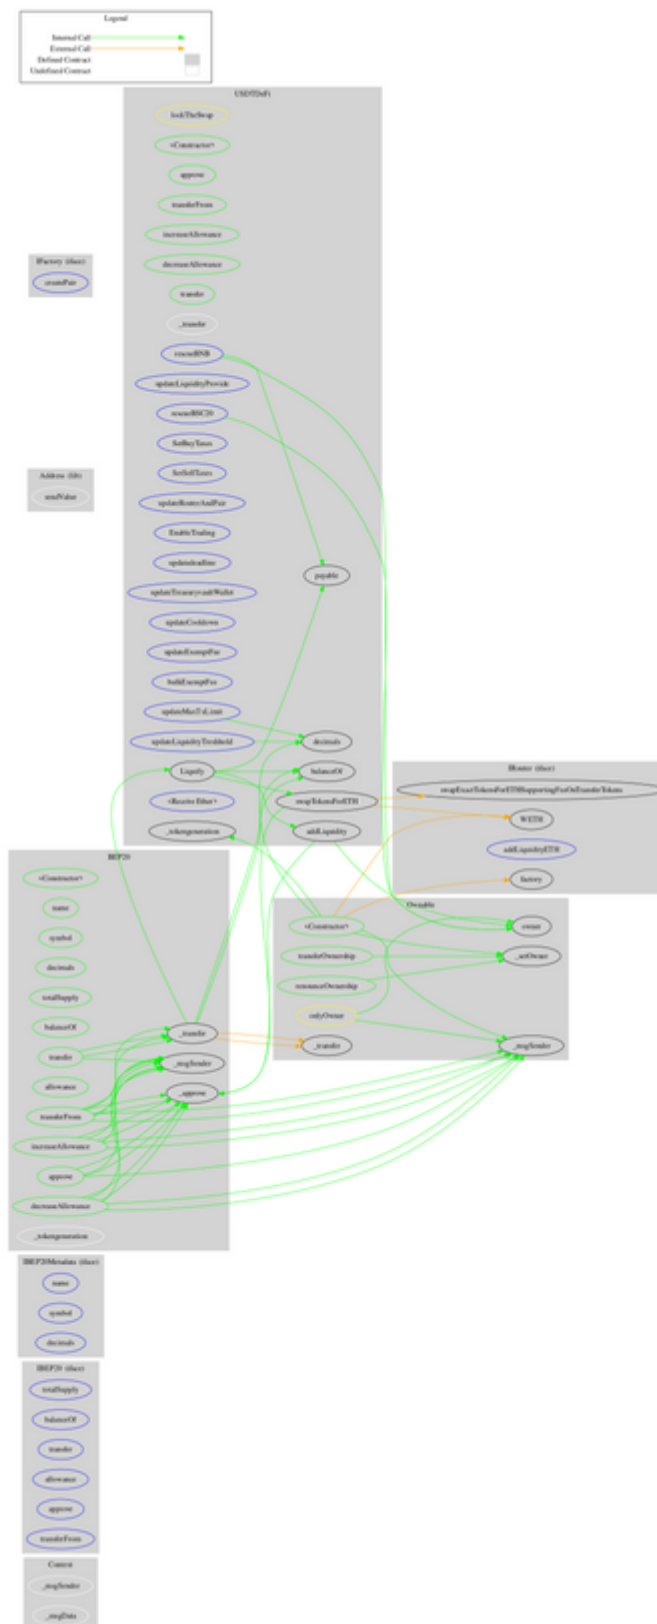 Legend
Internal Call
External Call
Defined Contract
Undefined Contract
USDTDeFi
lockTheSwap
<Constructor>
approve
transferFrom
increaseAllowance
decreaseAllowance
transfer
_transfer
rescueBNB
updateLiquidityProvide
rescueBSC20
SetBuyTaxes
SetSellTaxes
updateRouterAndPair
EnableTrading
updatedeadline
updateTreasuryvaultWallet
updateCooldown
updateExemptFee
bulkExemptFee
updateMaxTxLimit
updateLiquidityTreshhold
Liquify
<Receive Ether>
_tokengeneration
payable
decimals
balanceOf
swapTokensForETH
addLiquidity
IFactory (iface)
createPair
Address (lib)
sendValue
IRouter (iface)
swapExactTokensForETHSupportingFeeOnTransferTokens
WETH
addLiquidityETH
factory
BEP20
<Constructor>
name
symbol
decimals
totalSupply
balanceOf
transfer
allowance
transferFrom
increaseAllowance
approve
decreaseAllowance
_tokengeneration
_transfer
_msgSender
_approve
Ownable
<Constructor>
transferOwnership
renounceOwnership
onlyOwner
_transfer
owner
_setOwner
_msgSender
IBEP20Metadata (iface)
name
symbol
decimals
IBEP20 (iface)
totalSupply
balanceOf
transfer
allowance
approve
transferFrom
Context
_msgSender
_msgData